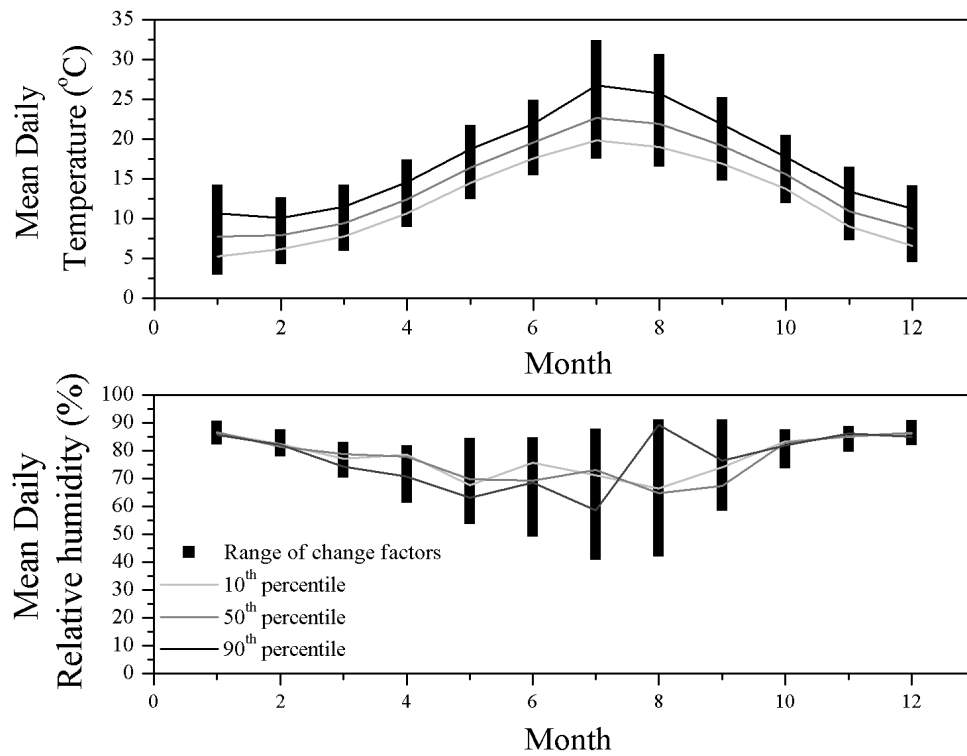 35
30
25
20
15
10
5
0
Mean Daily
Temperature (°C)
0 2 4 6 8 10 12
Month
100
90
80
70
60
50
40
30
20
10
0
Mean Daily
Relative humidity (%)
Range of change factors
10th percentile
50th percentile
90th percentile
0 2 4 6 8 10 12
Month